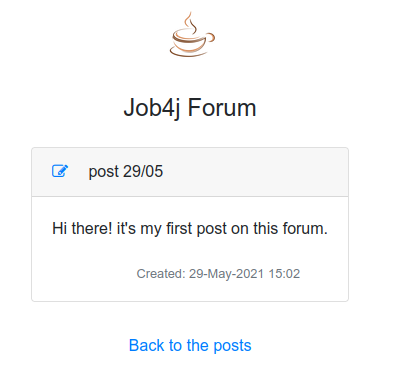 Job4j Forum
post 29/05
Hi there! it's my first post on this forum.
Created: 29-May-2021 15:02
Back to the posts